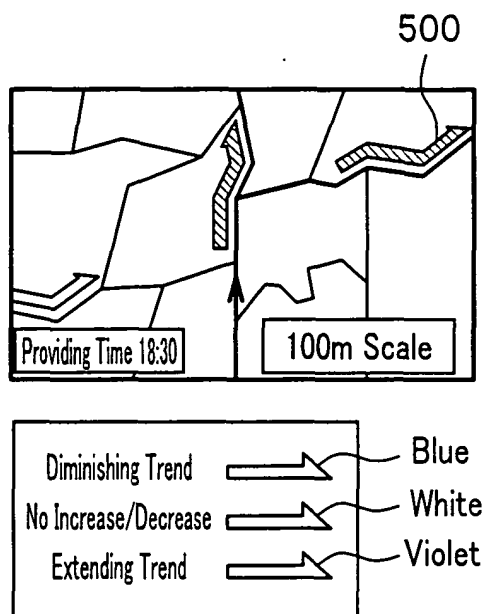 500
Providing Time 18:30
100m Scale
Diminishing Trend
Blue
No Increase/Decrease
White
Extending Trend
Violet